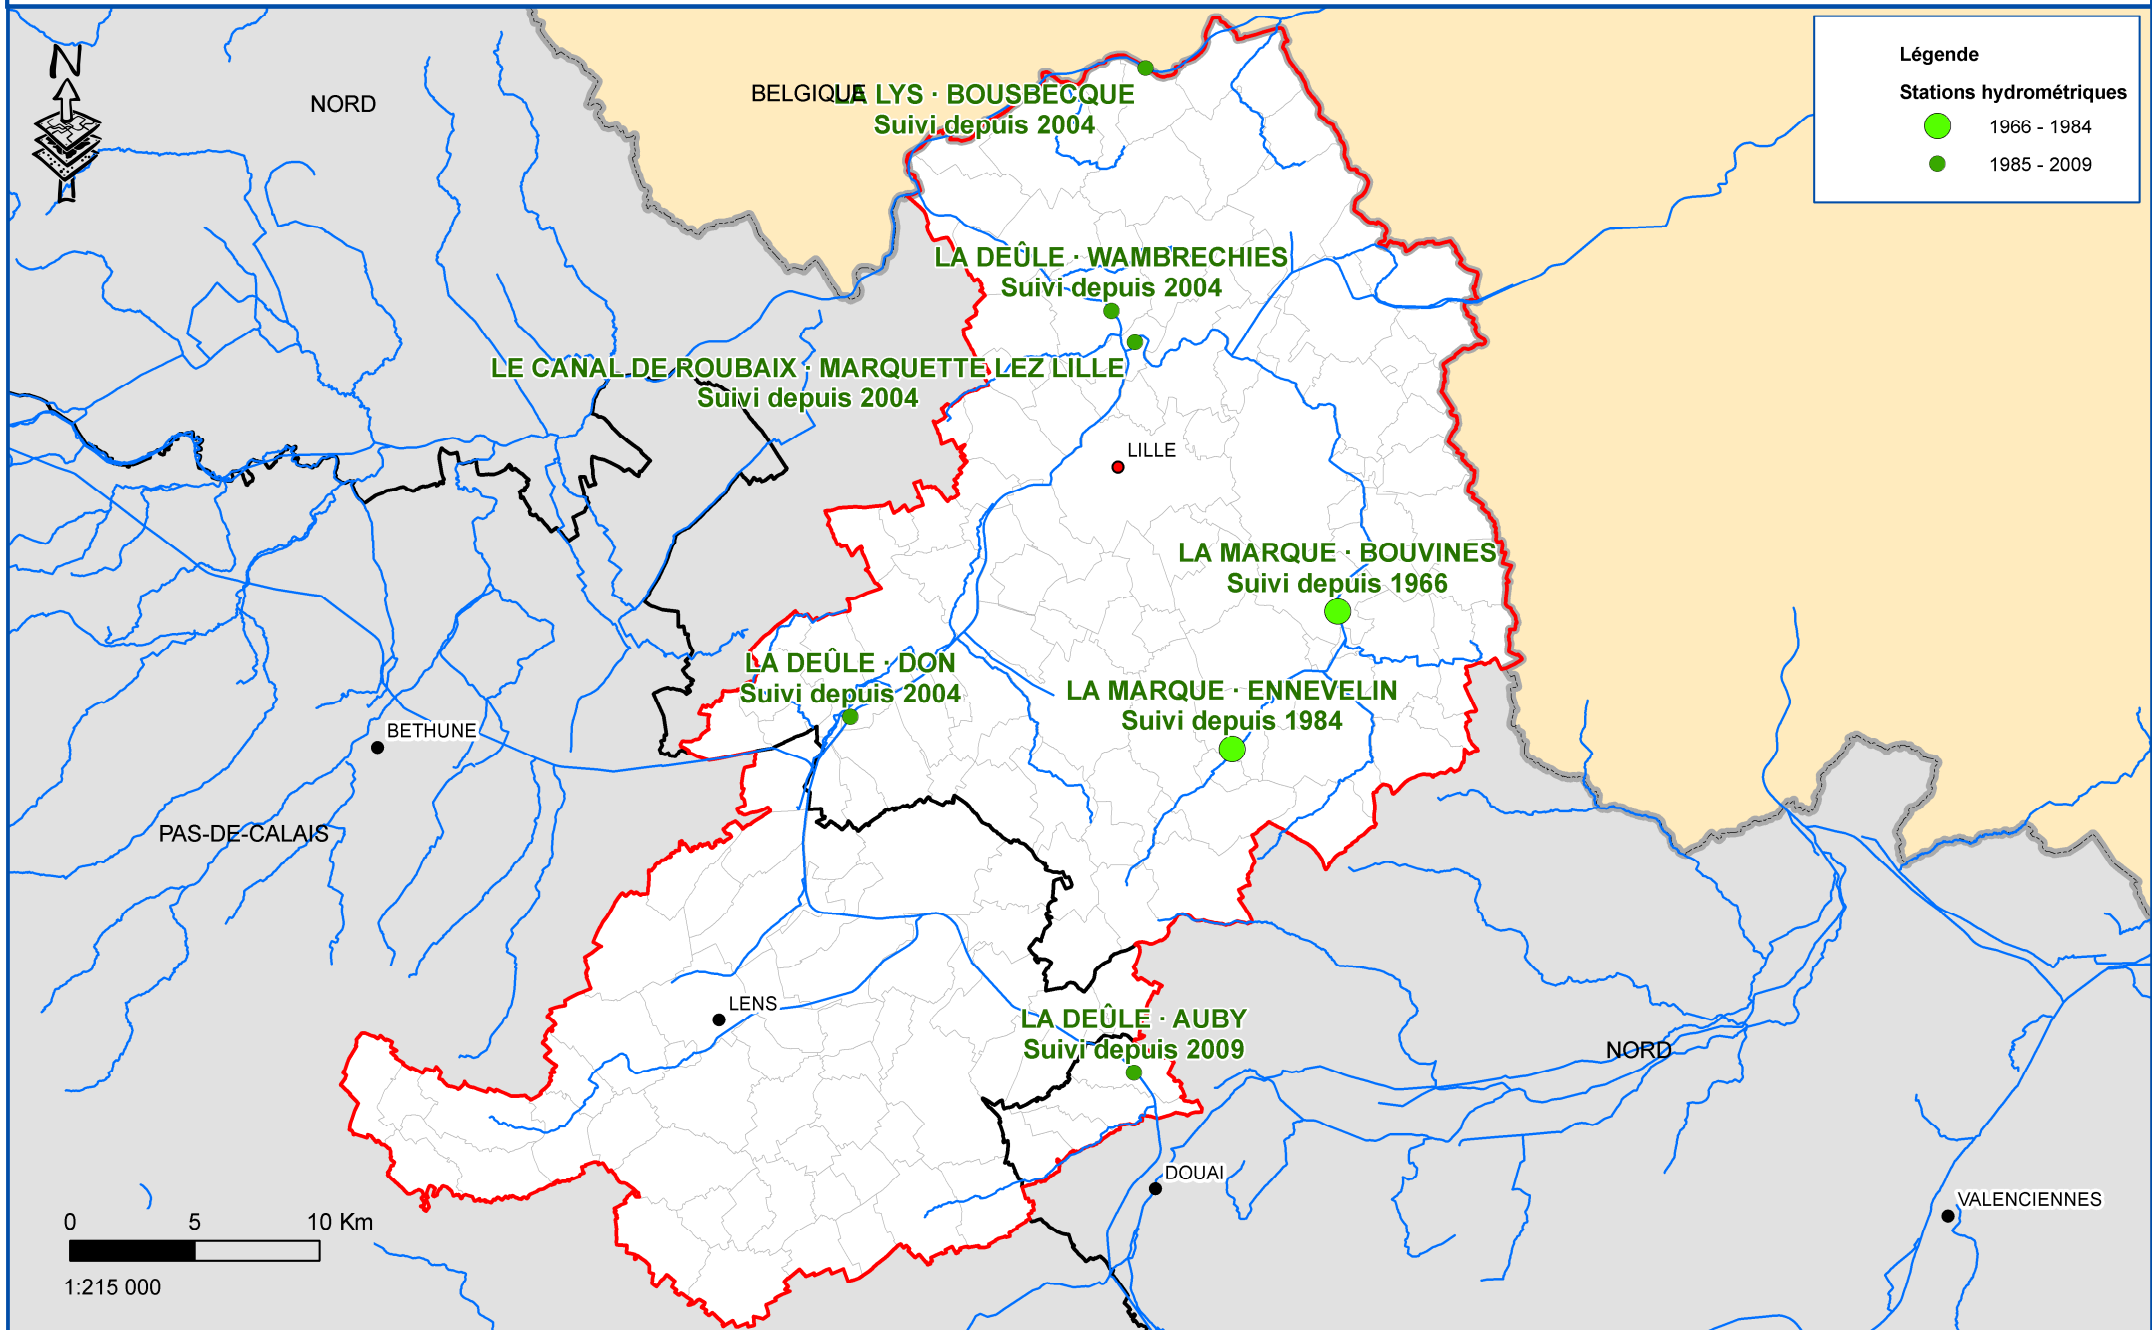 Légende
Stations hydrométriques
1966 - 1984
1985 - 2009
N
NORD
BELGIQUE
LA LYS · BOUSBECQUE
Suivi depuis 2004
LA DEÛLE · WAMBRECHIES
Suivi depuis 2004
LE CANAL DE ROUBAIX · MARQUETTE LEZ LILLE
Suivi depuis 2004
LILLE
LA MARQUE · BOUVINES
Suivi depuis 1966
LA DEÛLE · DON
Suivi depuis 2004
LA MARQUE · ENNEVELIN
Suivi depuis 1984
BETHUNE
PAS-DE-CALAIS
LENS
LA DEÛLE · AUBY
Suivi depuis 2009
NORD
DOUAI
VALENCIENNES
0 5 10 Km
1:215 000